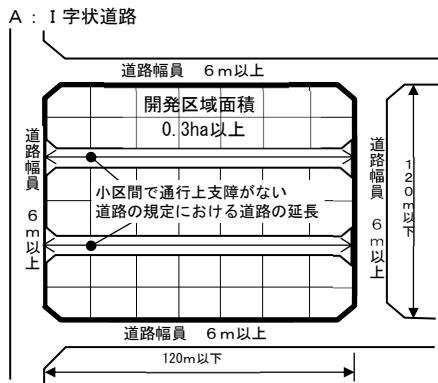 A : I字状道路
道路幅員 6m以上
開発区域面積
0.3ha以上
道路幅員 6m以上
道路幅員 6m以上
120m以下
小区間で通行上支障がない
道路の規定における道路の延長
道路幅員 6m以上
120m以下